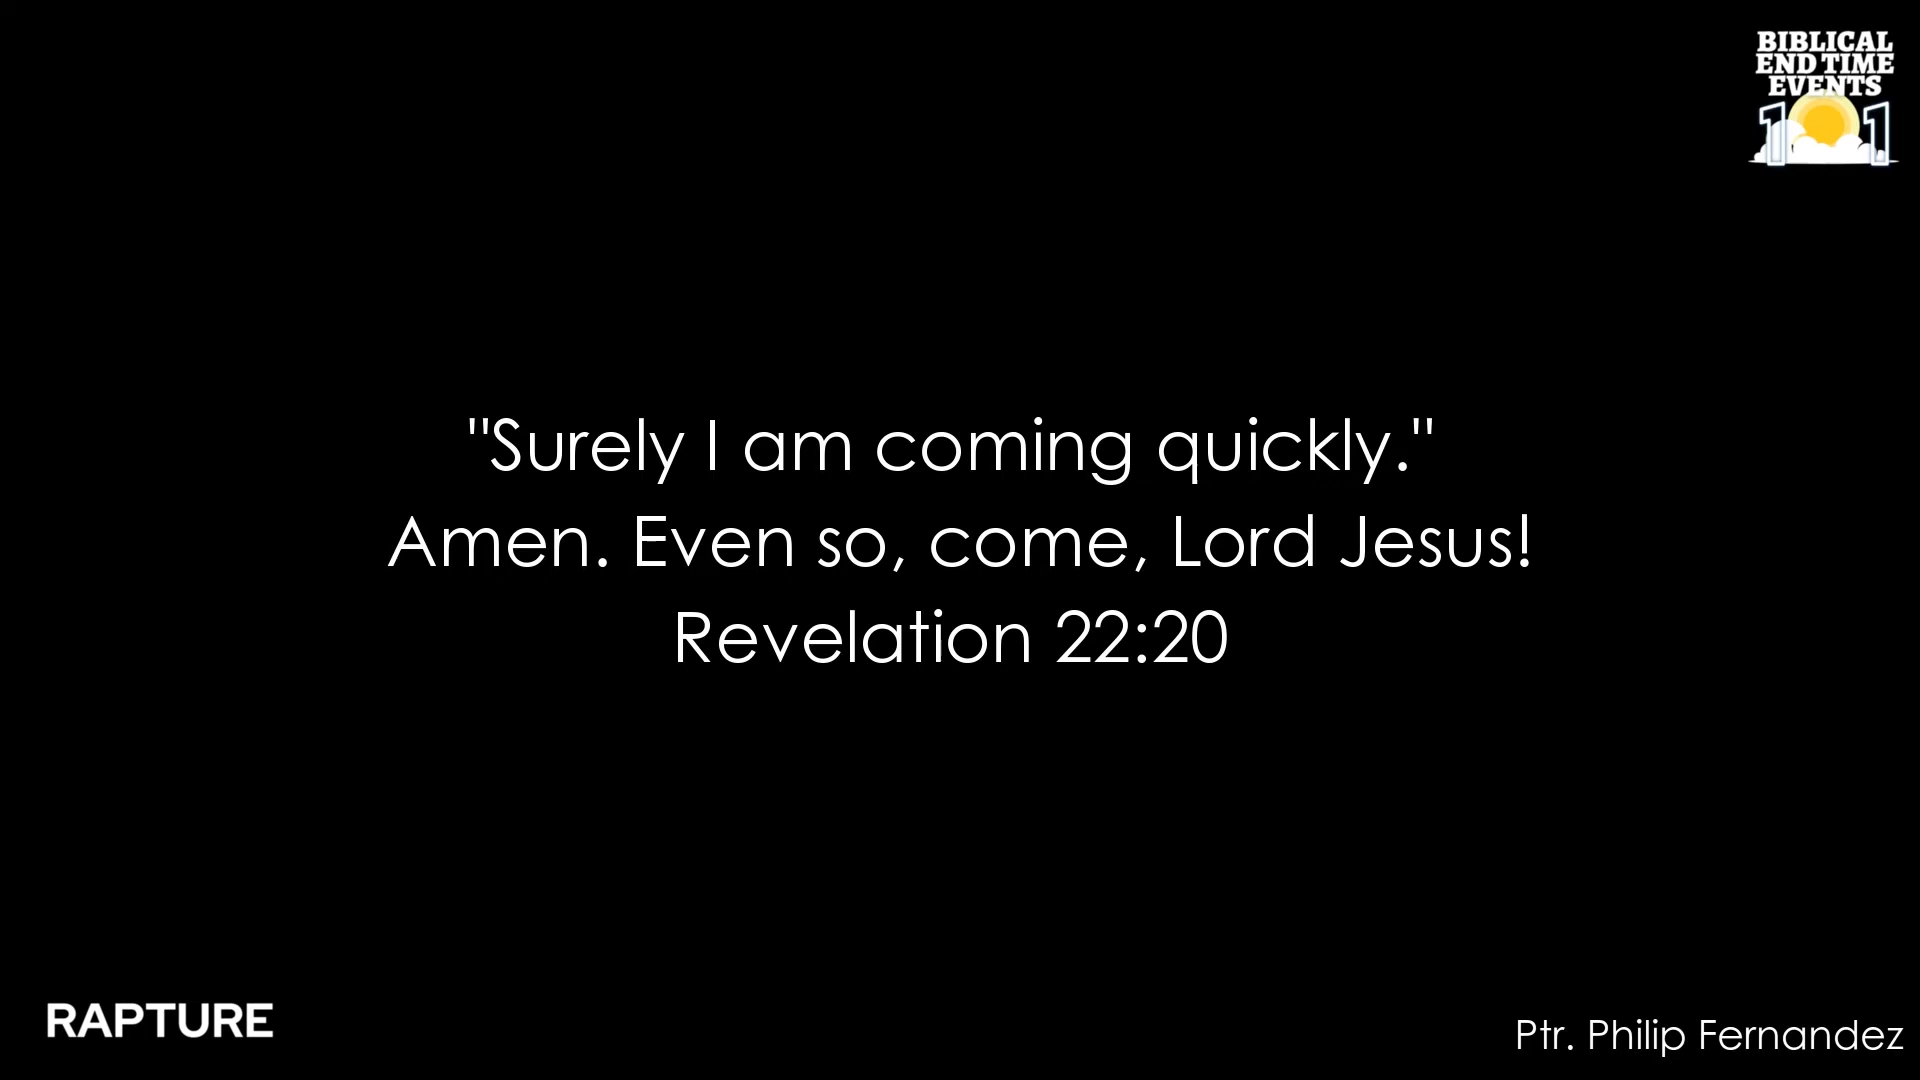 BIBLICAL
END TIME
EVENTS
101
"Surely I am coming quickly."
Amen. Even so, come, Lord Jesus!
Revelation 22:20
RAPTURE
Ptr. Philip Fernandez